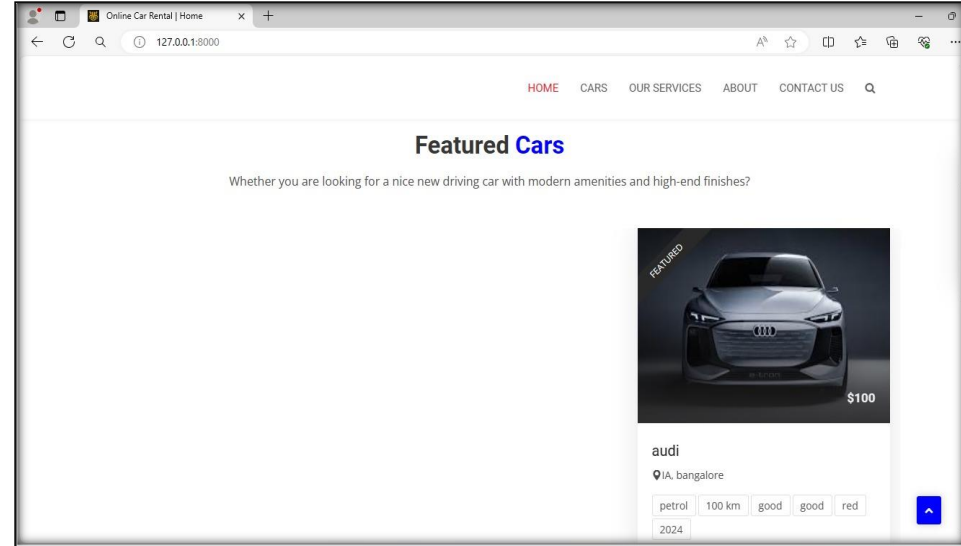 Online Car Rental | Home
127.0.0.1:8000
HOME CARS OUR SERVICES ABOUT CONTACT US
Featured Cars
Whether you are looking for a nice new driving car with modern amenities and high-end finishes?
FEATURED
e-tron
$100
audi
IA, bangalore
petrol 100 km good good red
2024